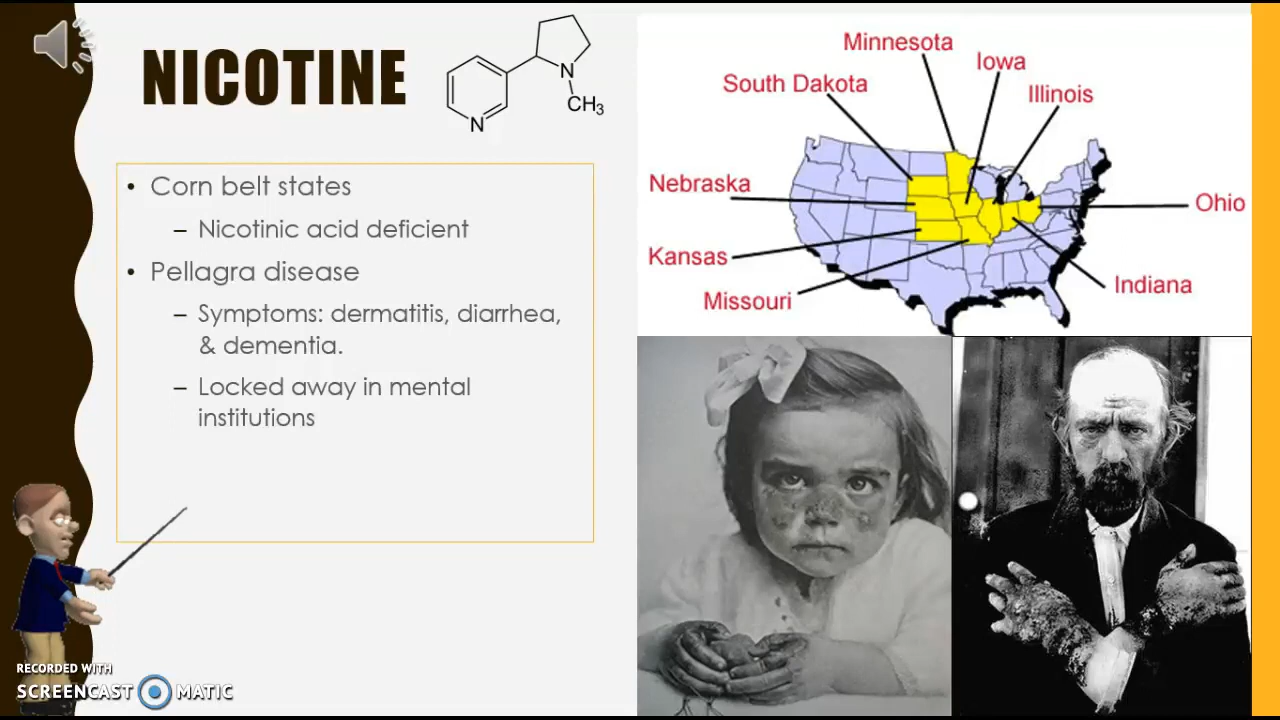 NICOTINE
N
N
CH3
• Corn belt states
– Nicotinic acid deficient
• Pellagra disease
– Symptoms: dermatitis, diarrhea,
& dementia.
– Locked away in mental
institutions
Minnesota
Iowa
South Dakota
Illinois
Nebraska
Ohio
Kansas
Indiana
Missouri
RECORDED WITH
SCREENCAST MATIC